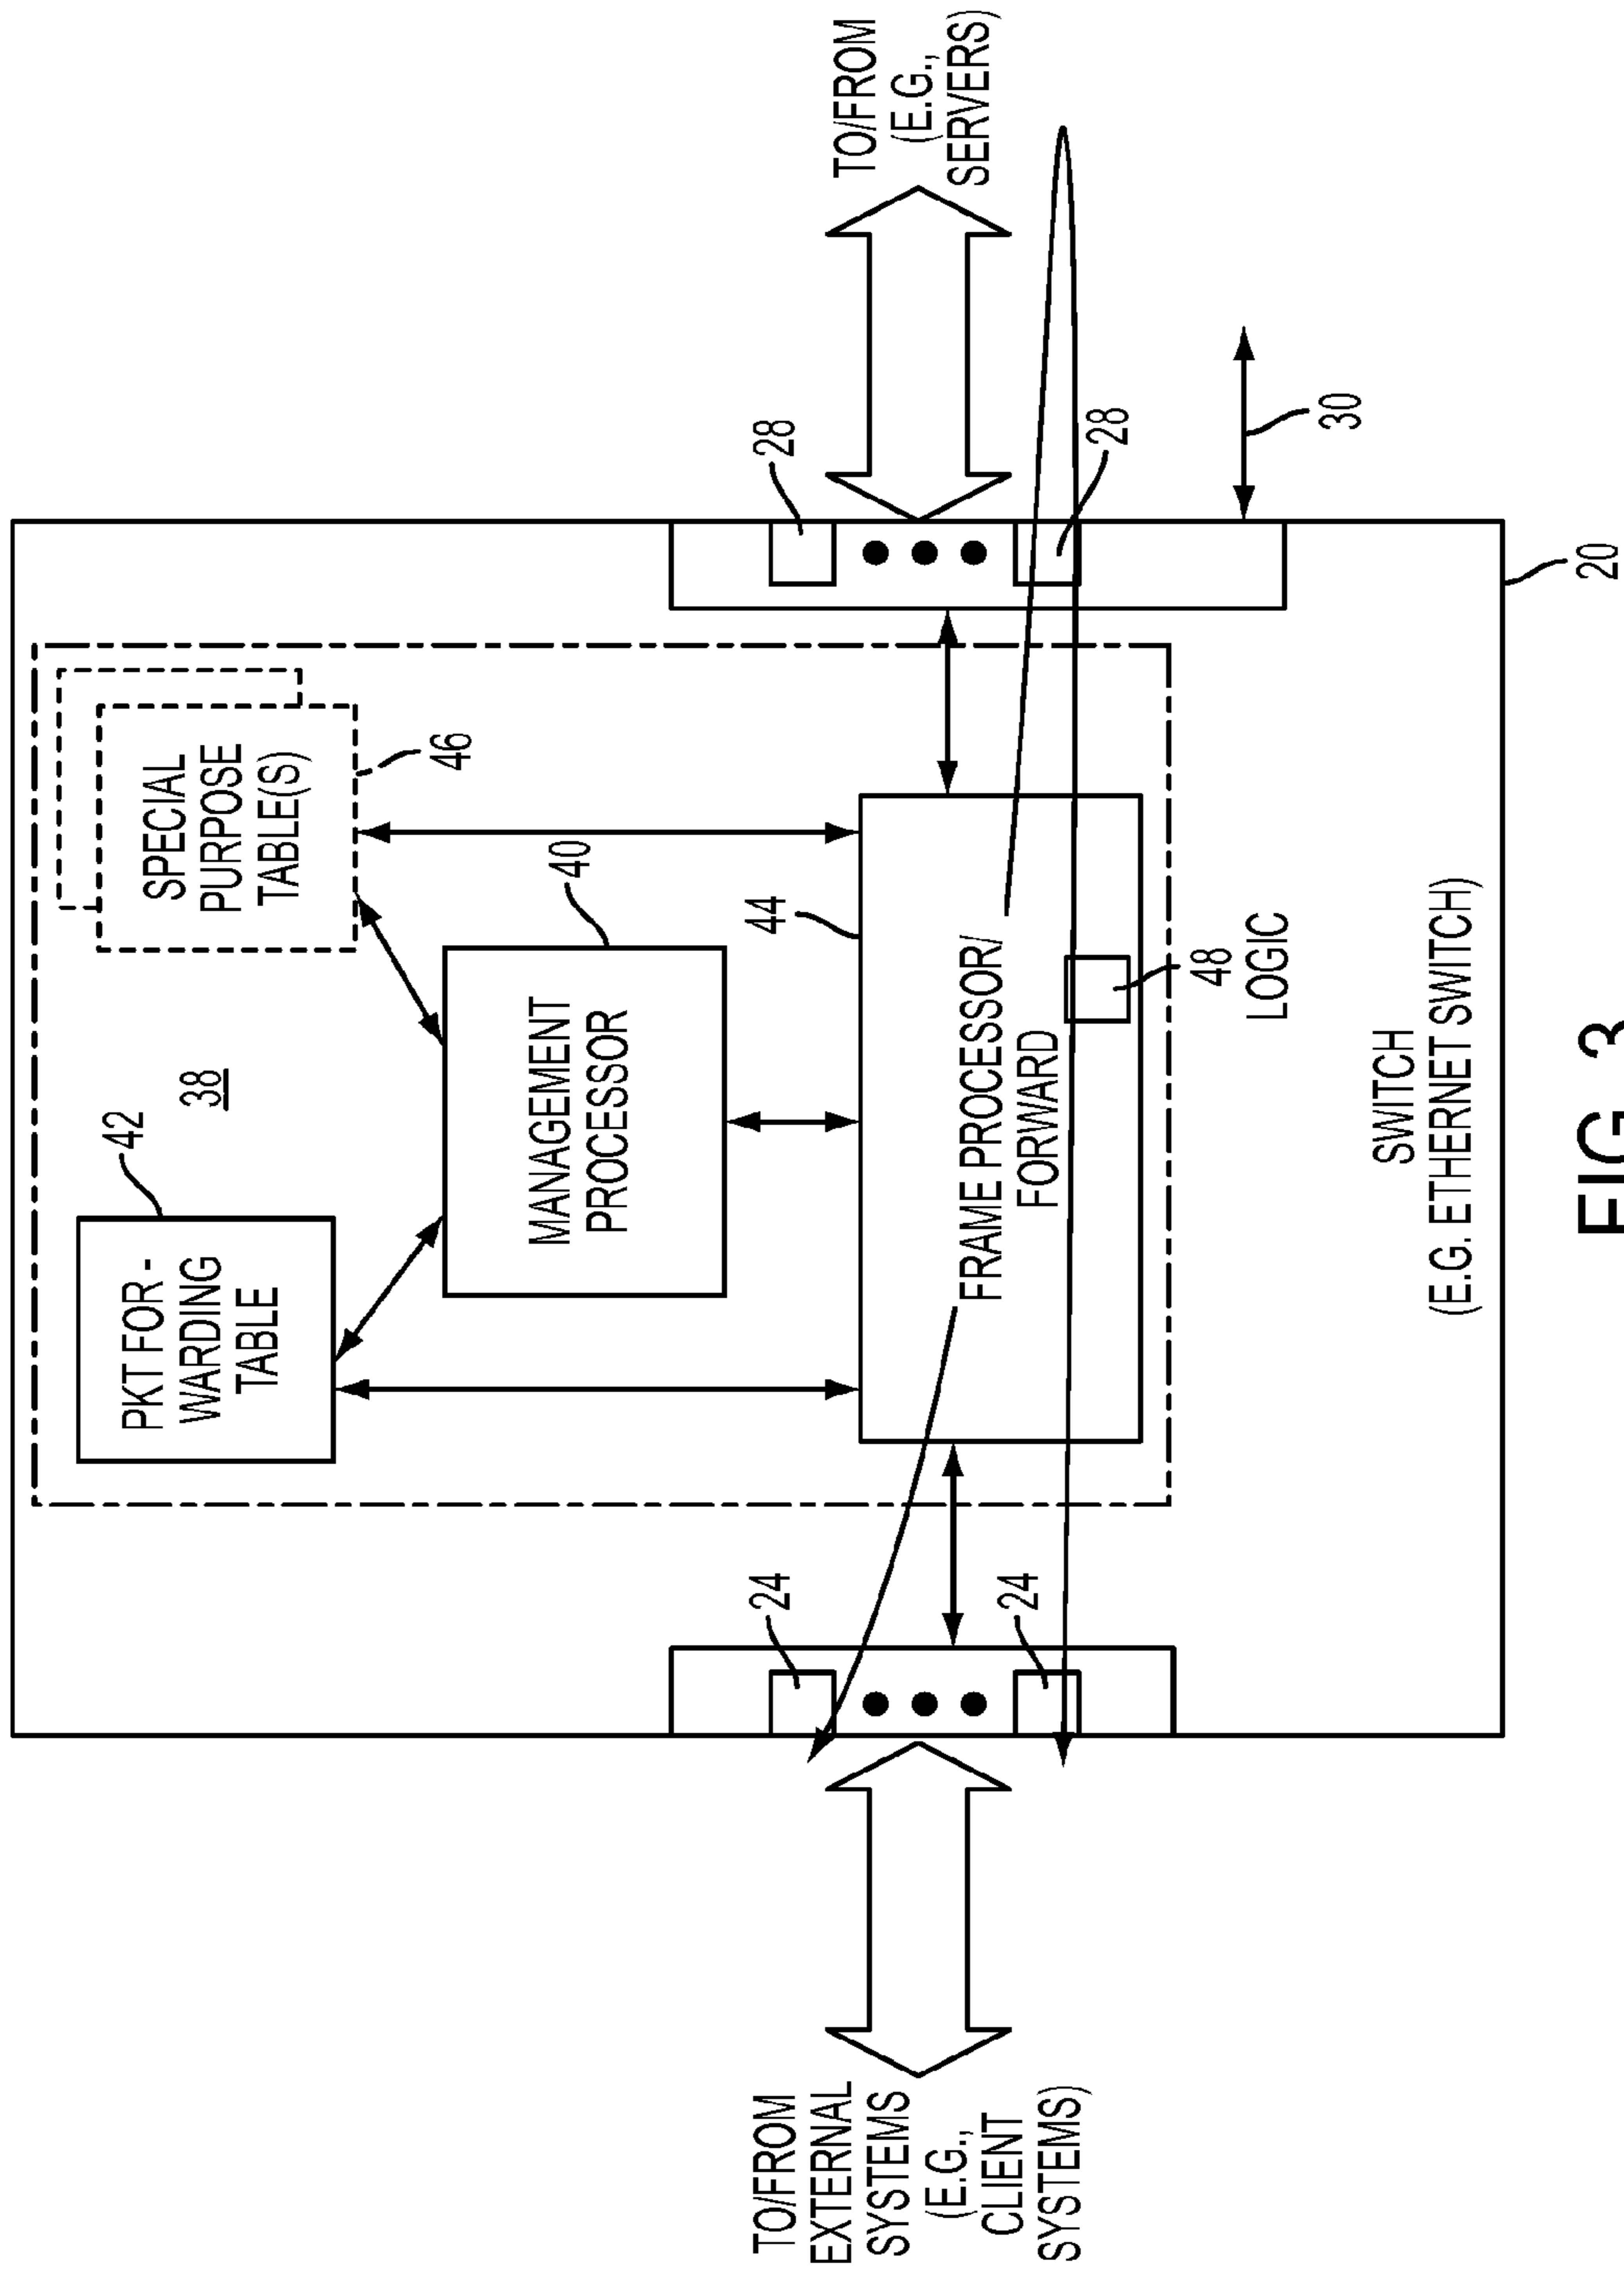 PKT FOR-
WARDING
TABLE
42
38
SPECIAL
PURPOSE
TABLE(S)
46
MANAGEMENT
PROCESSOR
40
44
FRAME PROCESSOR/
FORWARD
48
LOGIC
24
24
28
28
TO/FROM
EXTERNAL
SYSTEMS
(E.G.,
CLIENT
SYSTEMS)
TO/FROM
(E.G.,
SERVERS)
30
SWITCH
(E.G. ETHERNET SWITCH)
20
FIG. 3